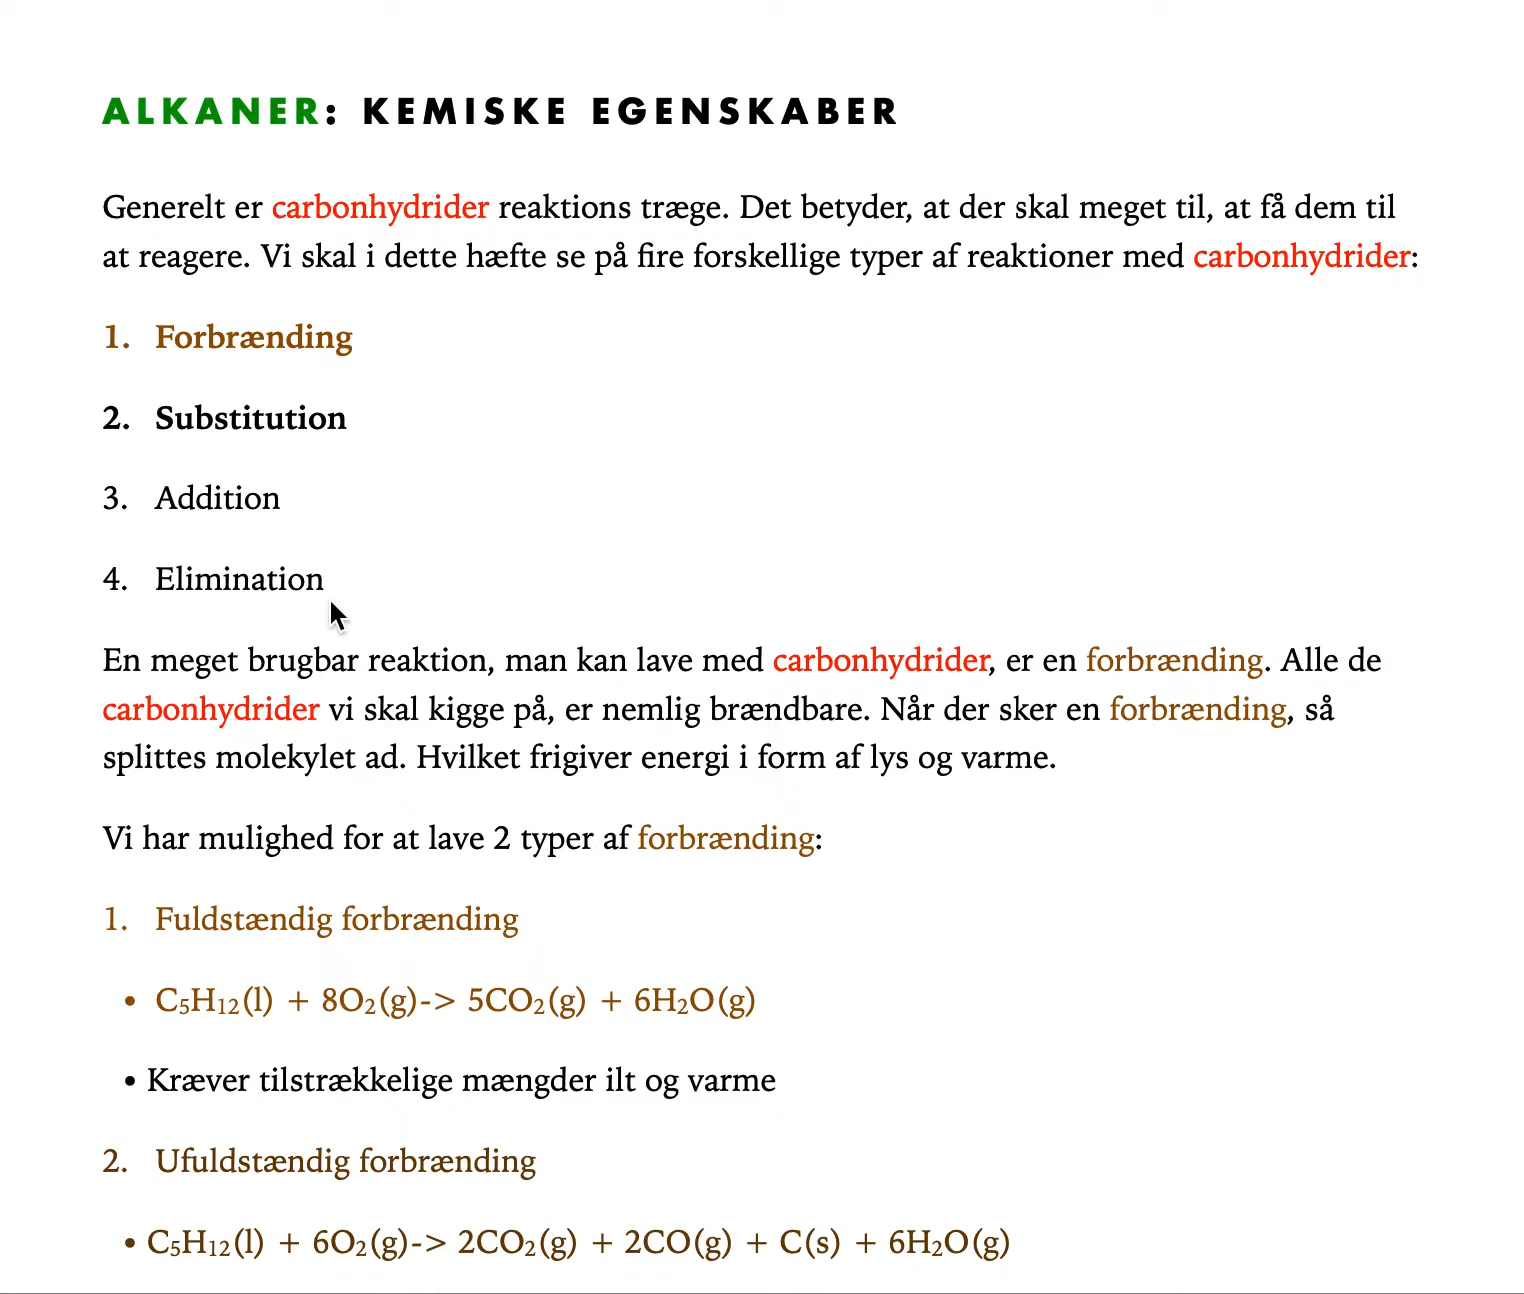 ALKANER: KEMISKE EGENSKABER
Generelt er carbonhydrider reaktions træge. Det betyder, at der skal meget til, at få dem til
at reagere. Vi skal i dette hæfte se på fire forskellige typer af reaktioner med carbonhydrider:
1. Forbrænding
2. Substitution
3. Addition
4. Elimination
En meget brugbar reaktion, man kan lave med carbonhydrider, er en forbrænding. Alle de
carbonhydrider vi skal kigge på, er nemlig brændbare. Når der sker en forbrænding, så
splittes molekylet ad. Hvilket frigiver energi i form af lys og varme.
Vi har mulighed for at lave 2 typer af forbrænding:
1. Fuldstændig forbrænding
• C₅H₁₂(l) + 8O₂(g)-> 5CO₂(g) + 6H₂O(g)
• Kræver tilstrækkelige mængder ilt og varme
2. Ufuldstændig forbrænding
• C₅H₁₂(l) + 6O₂(g)-> 2CO₂(g) + 2CO(g) + C(s) + 6H₂O(g)